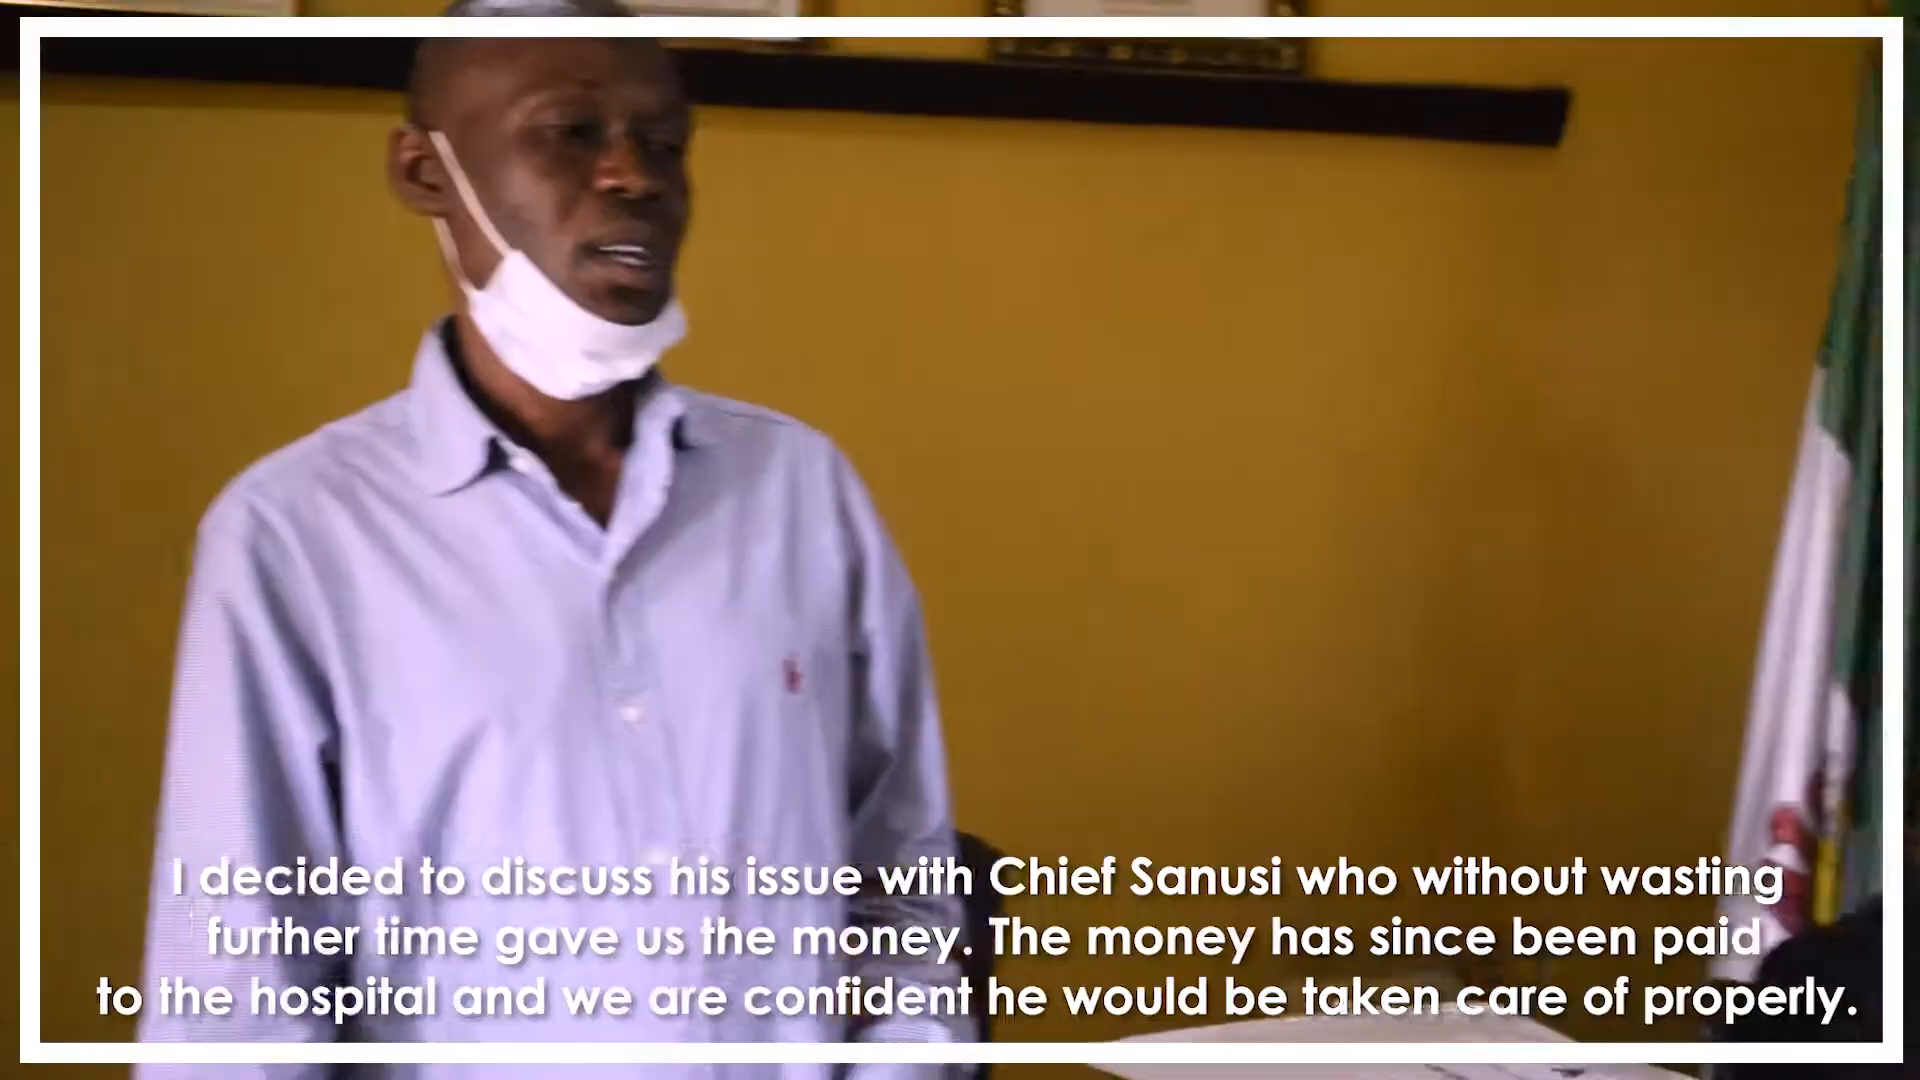 I decided to discuss his issue with Chief Sanusi who without wasting
further time gave us the money. The money has since been paid
to the hospital and we are confident he would be taken care of properly.